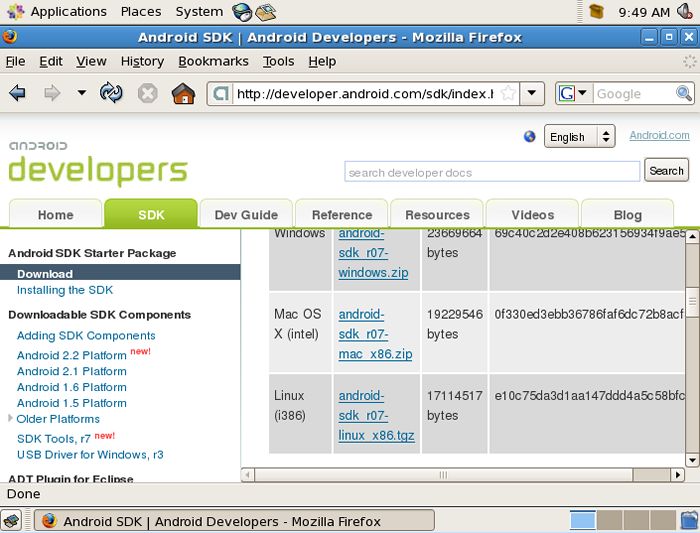 Applications Places System 9:49 AM
Android SDK | Android Developers - Mozilla Firefox
File Edit View History Bookmarks Tools Help
http://developer.android.com/sdk/index.h Google
English Android.com
android
developers
search developer docs Search
Home SDK Dev Guide Reference Resources Videos Blog
Android SDK Starter Package
Download
Installing the SDK
Downloadable SDK Components
Adding SDK Components
Android 2.2 Platform new!
Android 2.1 Platform
Android 1.6 Platform
Android 1.5 Platform
Older Platforms
SDK Tools, r7 new!
USB Driver for Windows, r3
ADT Plugin for Eclipse
Windows android- 23669664 69c40c2d2e408b623156934f9ae5
sdk_r07- bytes
windows.zip
Mac OS android- 19229546 0f330ed3ebb36786faf6dc72b8acf
X (intel) sdk_r07- bytes
mac_x86.zip
Linux android- 17114517 e10c75da3d1aa147ddd4a5c58bfc
(i386) sdk_r07- bytes
linux_x86.tgz
Done
Android SDK | Android Developers - Mozilla Firefox